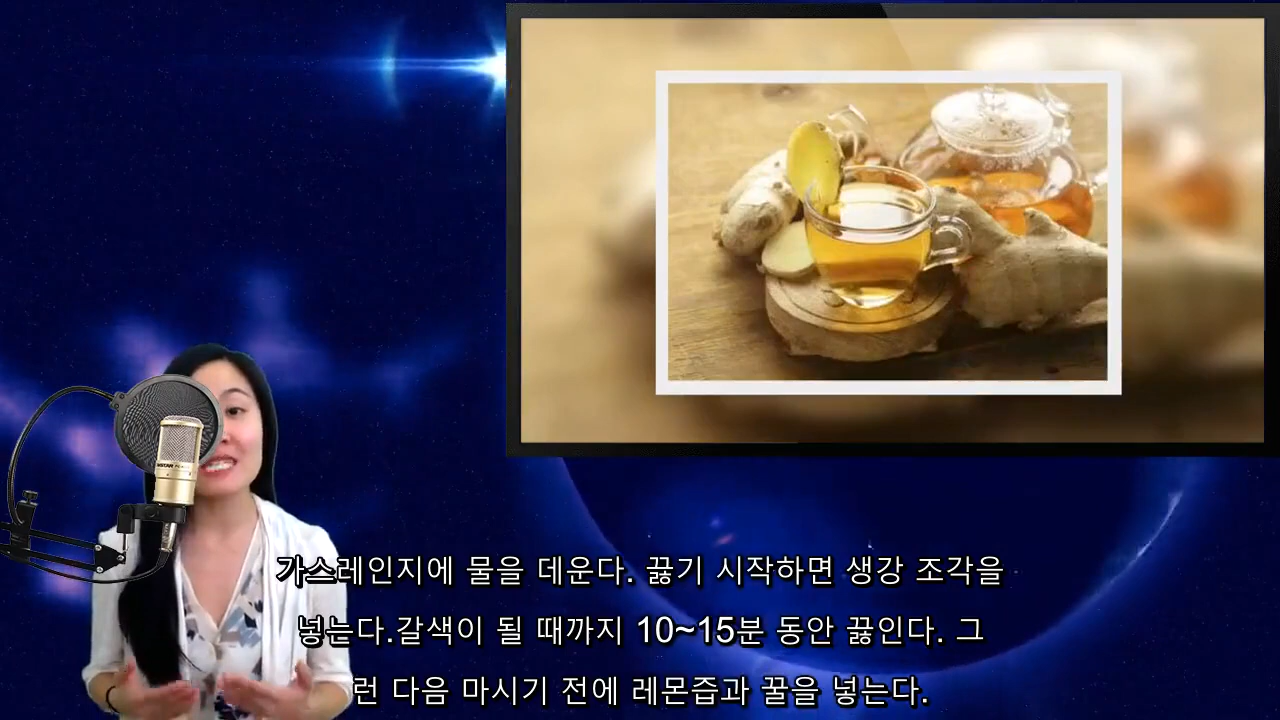 가스레인지에 물을 데운다. 끓기 시작하면 생강 조각을
넣는다.갈색이 될 때까지 10~15분 동안 끓인다. 그
런 다음 마시기 전에 레몬즙과 꿀을 넣는다.